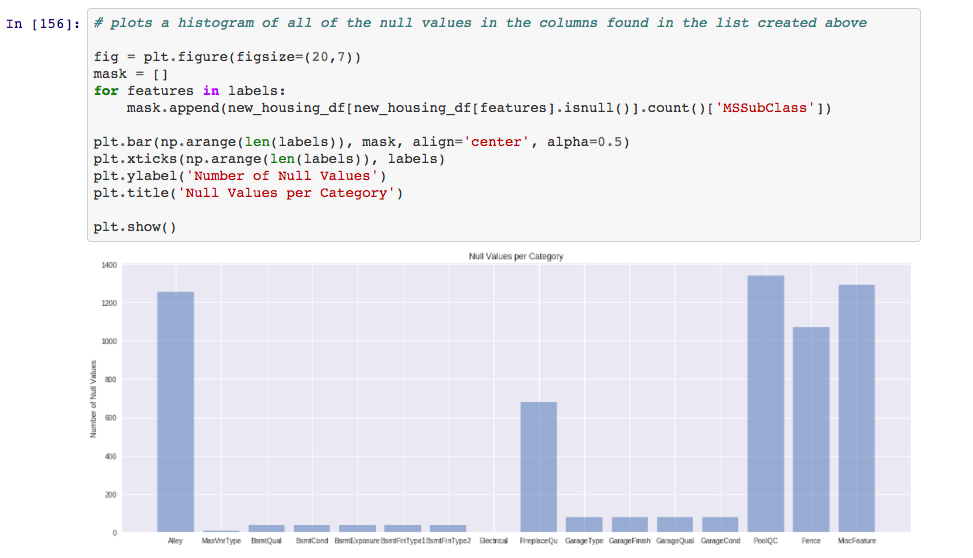 In [156]: # plots a histogram of all of the null values in the columns found in the list created above
fig = plt.figure(figsize=(20,7))
mask = []
for features in labels:
    mask.append(new_housing_df[new_housing_df[features].isnull()].count()['MSSubClass'])
plt.bar(np.arange(len(labels)), mask, align='center', alpha=0.5)
plt.xticks(np.arange(len(labels)), labels)
plt.ylabel('Number of Null Values')
plt.title('Null Values per Category')
plt.show()
Null Values per Category
1400
1200
1000
800
600
400
200
0
Number of Null Values
Alley MasVnrType BsmtQual BsmtCond BsmtExposure BsmtFinType1 BsmtFinType2 Electrical FireplaceQu GarageType GarageFinish GarageQual GarageCond PoolQC Fence MiscFeature